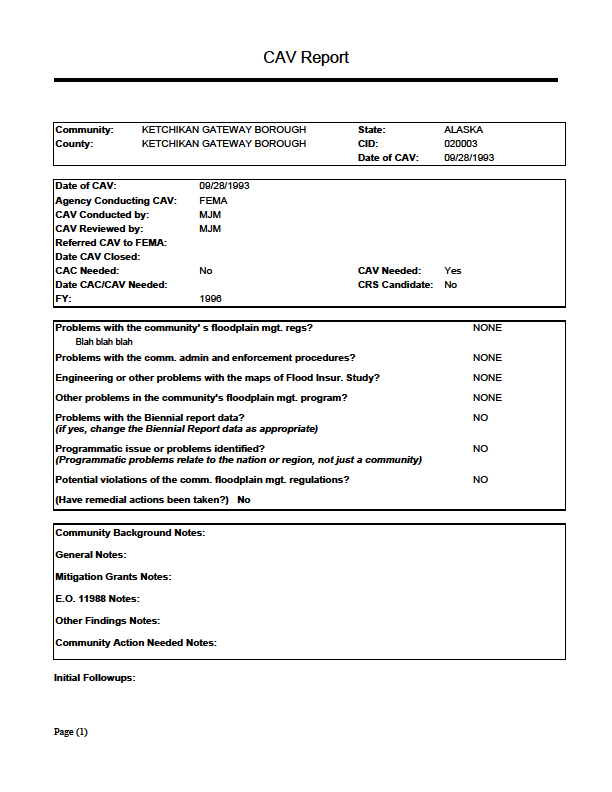 CAV Report
Community: KETCHIKAN GATEWAY BOROUGH State: ALASKA
County: KETCHIKAN GATEWAY BOROUGH CID: 020003
Date of CAV: 09/28/1993
Date of CAV: 09/28/1993
Agency Conducting CAV: FEMA
CAV Conducted by: MJM
CAV Reviewed by: MJM
Referred CAV to FEMA:
Date CAV Closed:
CAC Needed: No CAV Needed: Yes
Date CAC/CAV Needed: CRS Candidate: No
FY: 1996
Problems with the community' s floodplain mgt. regs? NONE
Blah blah blah
Problems with the comm. admin and enforcement procedures? NONE
Engineering or other problems with the maps of Flood Insur. Study? NONE
Other problems in the community's floodplain mgt. program? NONE
Problems with the Biennial report data? NO
(if yes, change the Biennial Report data as appropriate)
Programmatic issue or problems identified? NO
(Programmatic problems relate to the nation or region, not just a community)
Potential violations of the comm. floodplain mgt. regulations? NO
(Have remedial actions been taken?) No
Community Background Notes:
General Notes:
Mitigation Grants Notes:
E.O. 11988 Notes:
Other Findings Notes:
Community Action Needed Notes:
Initial Followups:
Page (1)